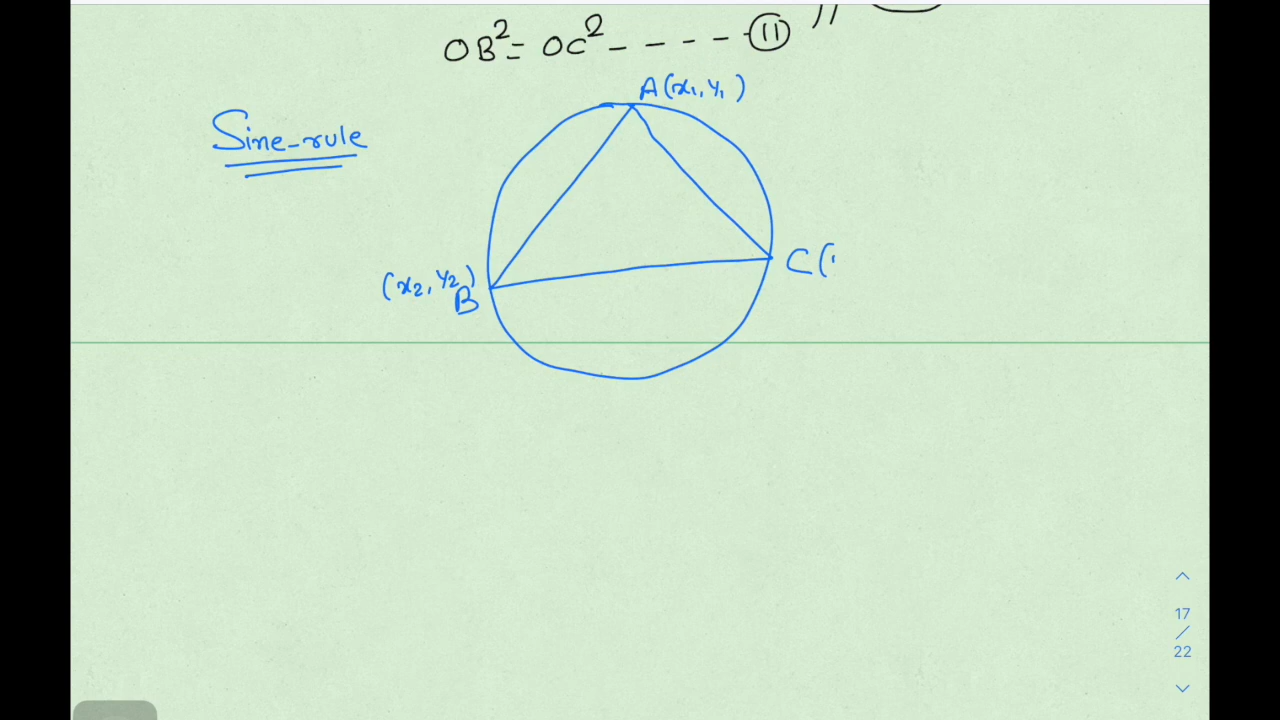 OB²= OC² - - - - - (11)
A(x₁, y₁)
Sine-rule
(x₂, y₂)
B
C(
17
/
22